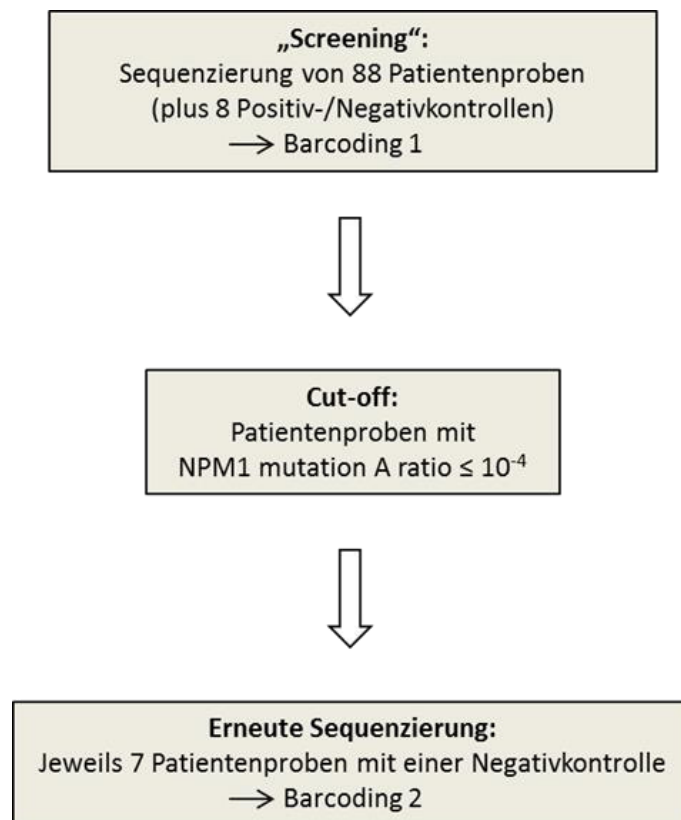 „Screening“:
Sequenzierung von 88 Patientenproben
(plus 8 Positiv-/Negativkontrollen)
→ Barcoding 1
Cut-off:
Patientenproben mit
NPM1 mutation A ratio ≤ 10⁻⁴
Erneute Sequenzierung:
Jeweils 7 Patientenproben mit einer Negativkontrolle
→ Barcoding 2